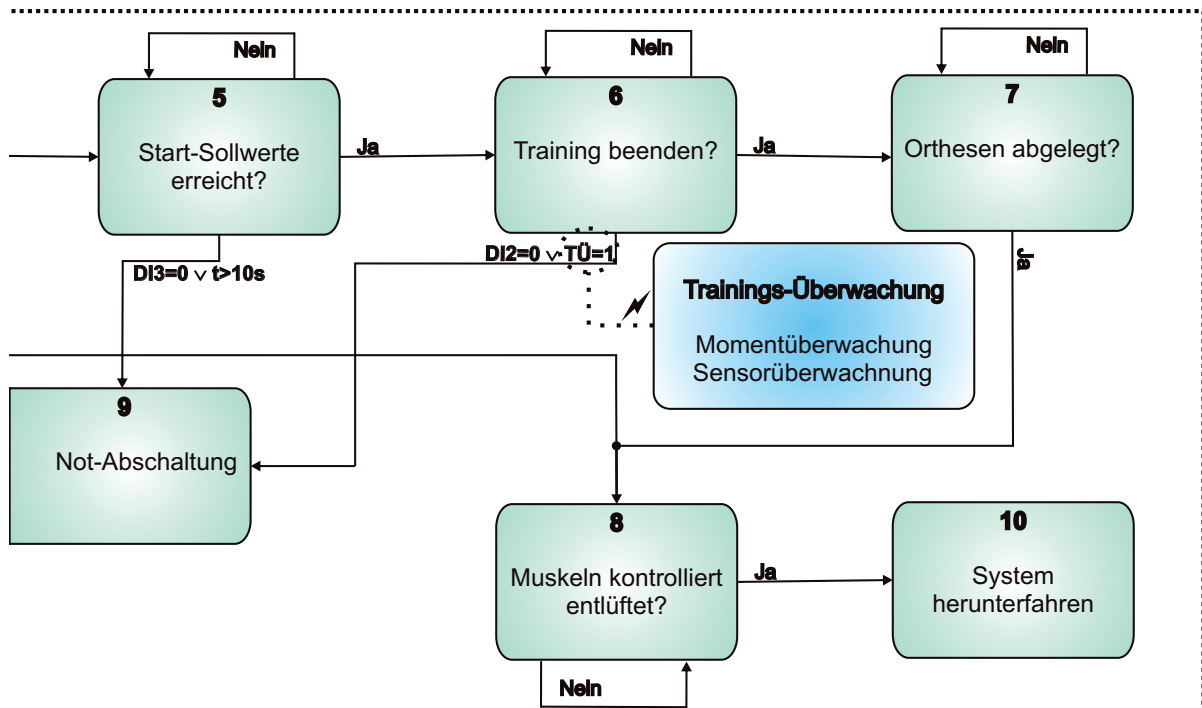 Nein
5
Start-Sollwerte
erreicht?
Ja
DI3=0 ∨ t>10s
Nein
6
Training beenden?
Ja
DI2=0 ∨ TÜ=1
Nein
7
Orthesen abgelegt?
Ja
Trainings-Überwachung
Momentüberwachung
Sensorüberwachnung
9
Not-Abschaltung
8
Muskeln kontrolliert
entlüftet?
Ja
Nein
10
System
herunterfahren